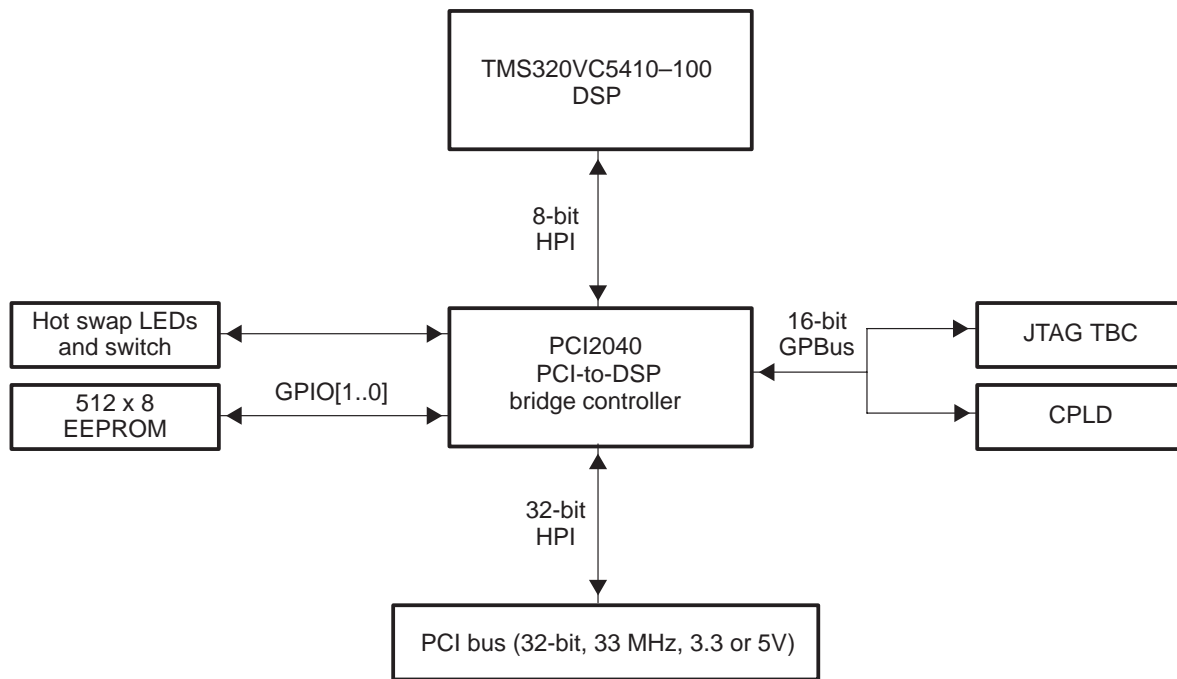 TMS320VC5410–100
DSP
8-bit
HPI
Hot swap LEDs
and switch
512 x 8
EEPROM
GPIO[1..0]
PCI2040
PCI-to-DSP
bridge controller
16-bit
GPBus
JTAG TBC
CPLD
32-bit
HPI
PCI bus (32-bit, 33 MHz, 3.3 or 5V)